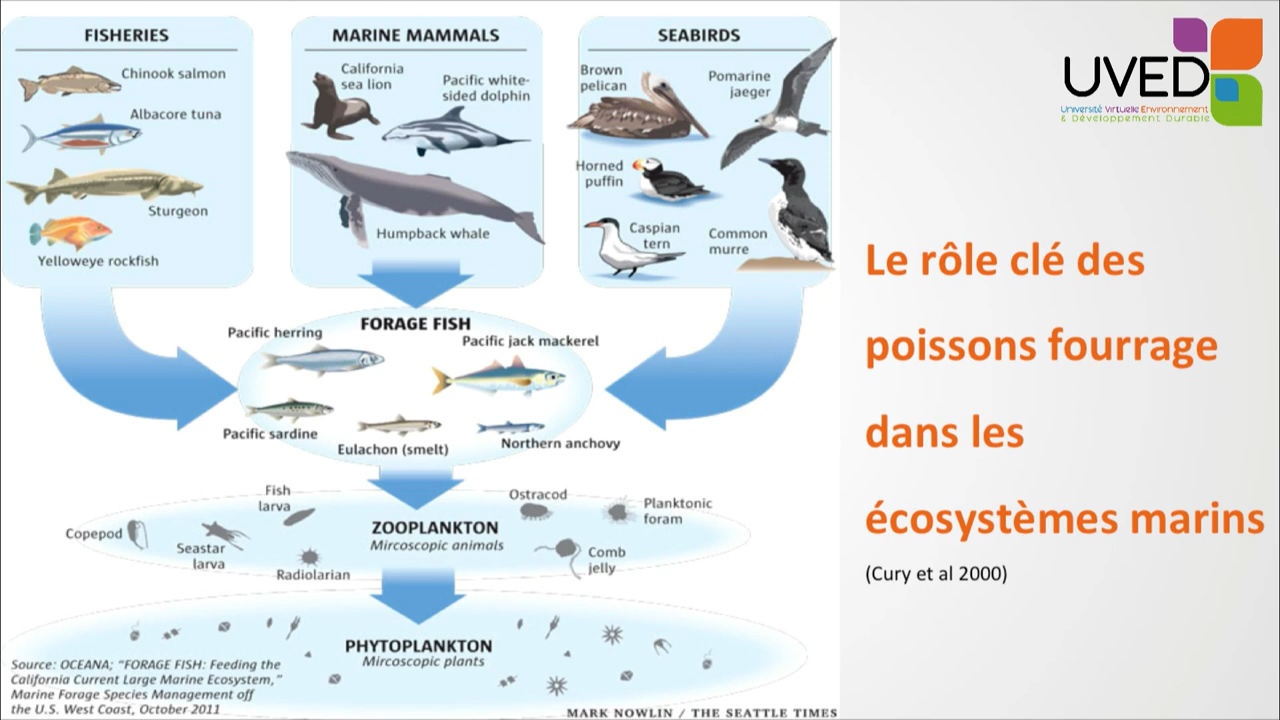 FISHERIES
Chinook salmon
Albacore tuna
Sturgeon
Yelloweye rockfish
MARINE MAMMALS
California
sea lion
Pacific white-
sided dolphin
Humpback whale
SEABIRDS
Brown
pelican
Pomarine
jaeger
Horned
puffin
Caspian
tern
Common
murre
FORAGE FISH
Pacific herring
Pacific jack mackerel
Pacific sardine
Eulachon (smelt)
Northern anchovy
ZOOPLANKTON
Mircoscopic animals
Fish
larva
Copepod
Seastar
larva
Radiolarian
Ostracod
Planktonic
foram
Comb
jelly
PHYTOPLANKTON
Mircoscopic plants
Source: OCEANA; "FORAGE FISH: Feeding the
California Current Large Marine Ecosystem,"
Marine Forage Species Management off
the U.S. West Coast, October 2011
MARK NOWLIN / THE SEATTLE TIMES
UVED
Université Virtuelle Environnement
& Développement Durable
Le rôle clé des
poissons fourrage
dans les
écosystèmes marins
(Cury et al 2000)